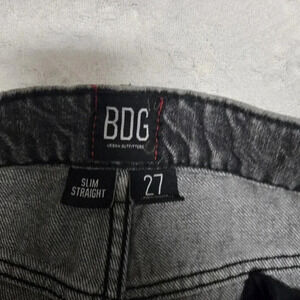 BDG
URBAN OUTFITTERS
SLIM
STRAIGHT
27